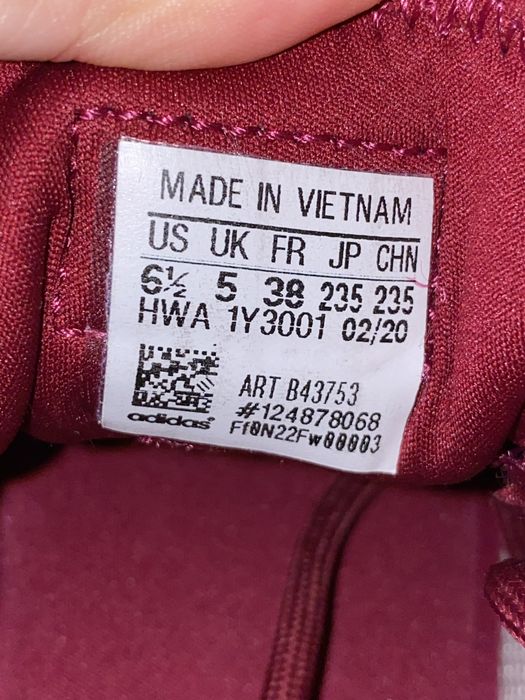 MADE IN VIETNAM
US UK FR JP CHN
6½ 5 38 235 235
HWA 1Y3001 02/20
ART B43753
#124878068
adidas Ff0N22Fw00003